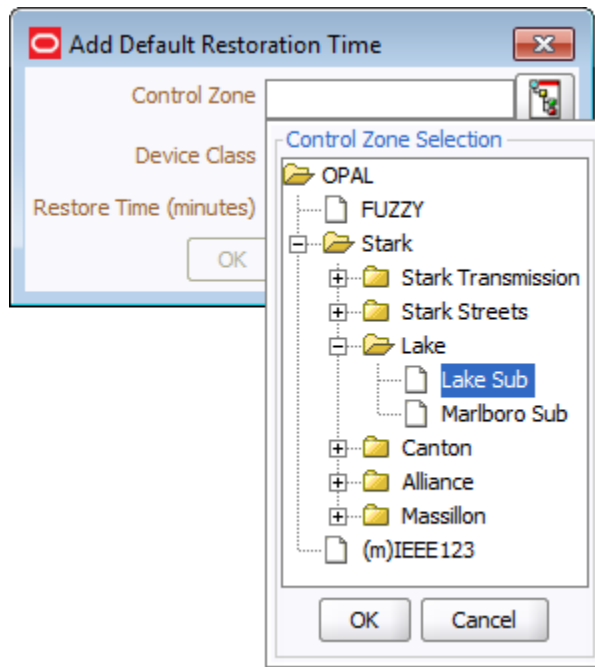 Add Default Restoration Time
Control Zone
Control Zone Selection
Device Class
OPAL
FUZZY
Restore Time (minutes)
Stark
OK
Stark Transmission
Stark Streets
Lake
Lake Sub
Marlboro Sub
Canton
Alliance
Massillon
(m)IEEE123
OK Cancel